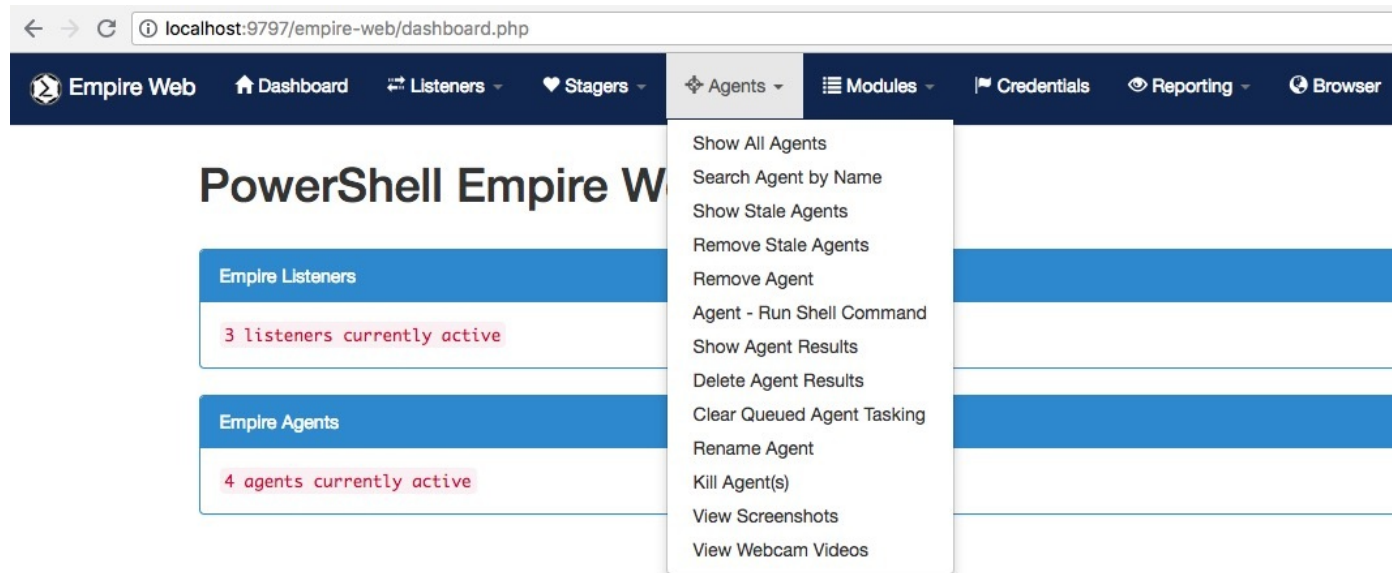 localhost:9797/empire-web/dashboard.php
Empire Web Dashboard Listeners Stagers Agents Modules Credentials Reporting Browser
Show All Agents
Search Agent by Name
Show Stale Agents
Remove Stale Agents
Remove Agent
Agent - Run Shell Command
Show Agent Results
Delete Agent Results
Clear Queued Agent Tasking
Rename Agent
Kill Agent(s)
View Screenshots
View Webcam Videos
PowerShell Empire W
Empire Listeners
3 listeners currently active
Empire Agents
4 agents currently active